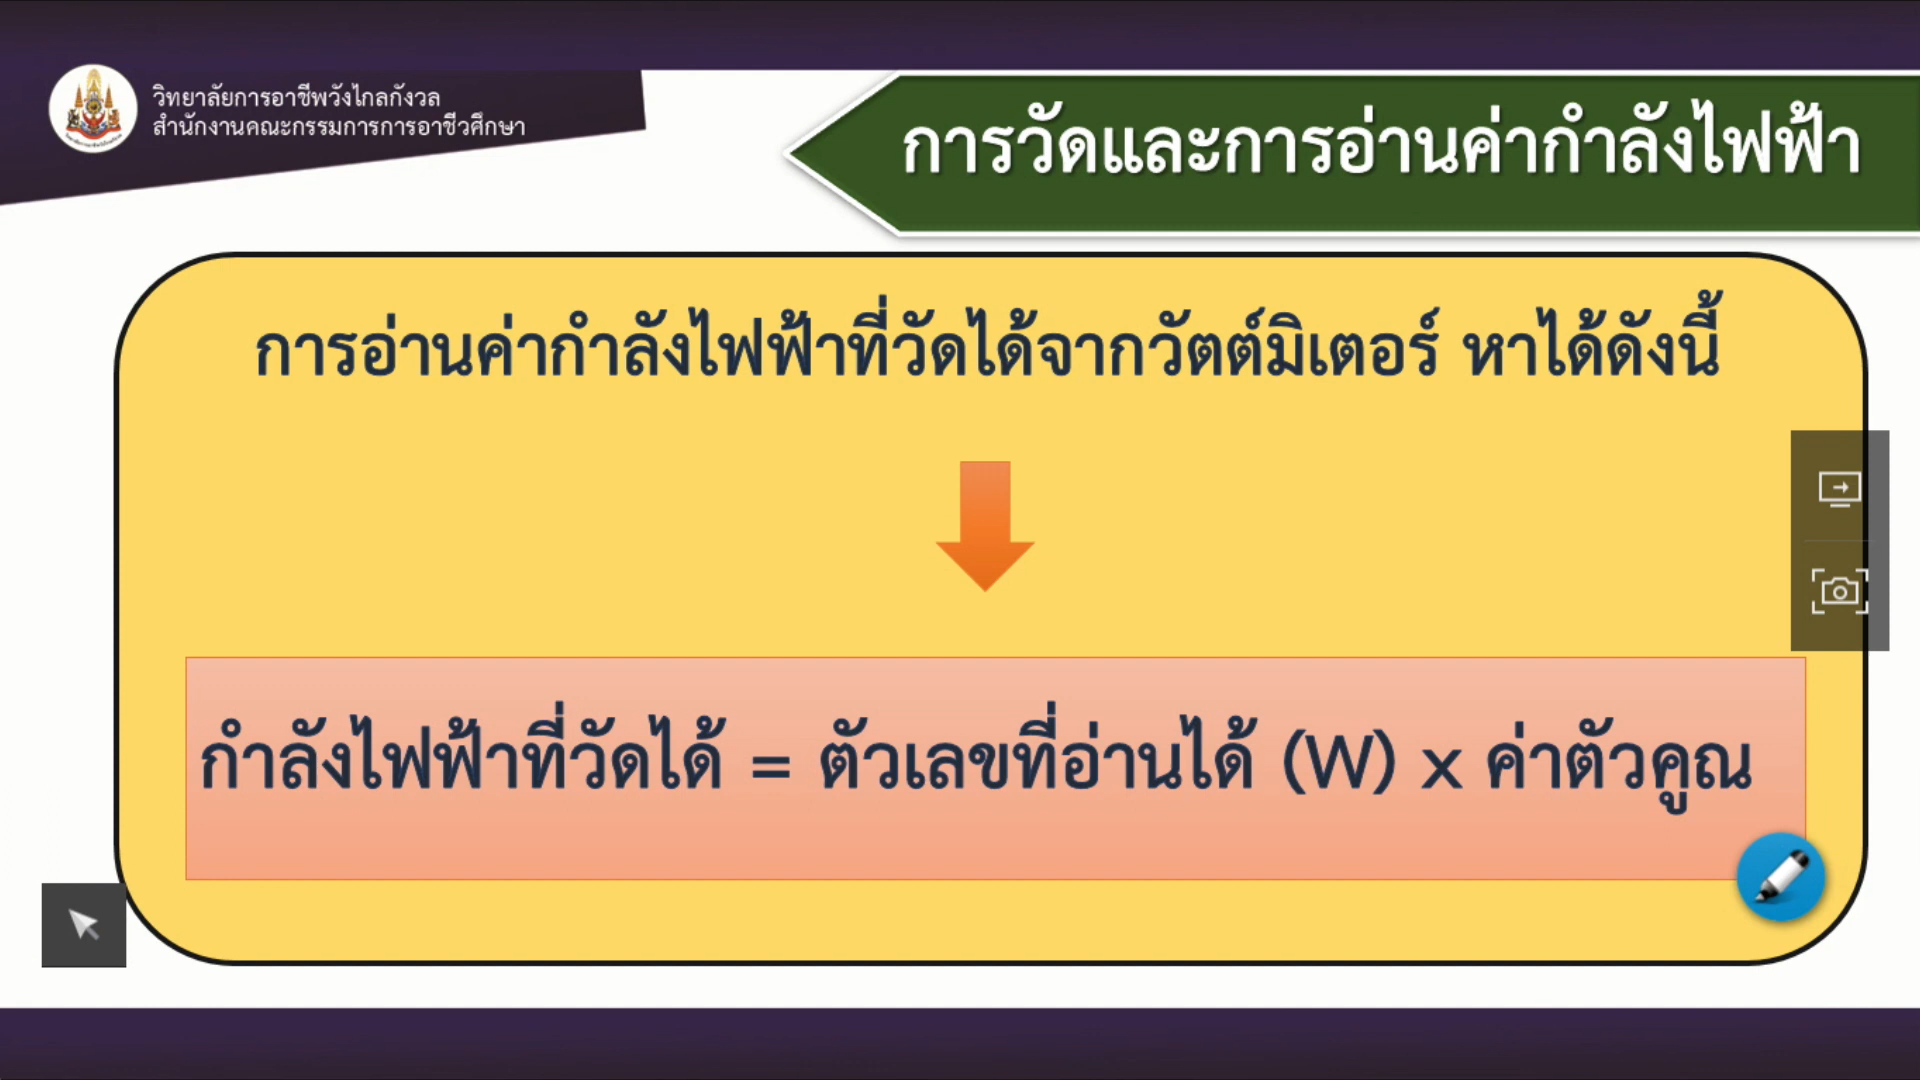 วิทยาลัยการอาชีพวังไกลกังวล
สำนักงานคณะกรรมการการอาชีวศึกษา
การวัดและการอ่านค่ากำลังไฟฟ้า
การอ่านค่ากำลังไฟฟ้าที่วัดได้จากวัตต์มิเตอร์ หาได้ดังนี้
กำลังไฟฟ้าที่วัดได้ = ตัวเลขที่อ่านได้ (W) x ค่าตัวคูณ